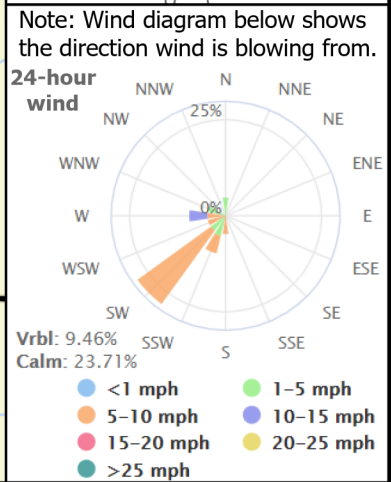 Note: Wind diagram below shows
the direction wind is blowing from.
24-hour
wind
N
NNW
NNE
NW
NE
25%
WNW
ENE
0%
W
E
WSW
ESE
SW
SE
SSW
SSE
S
Vrbl: 9.46%
Calm: 23.71%
<1 mph
1-5 mph
5-10 mph
10-15 mph
15-20 mph
20-25 mph
>25 mph